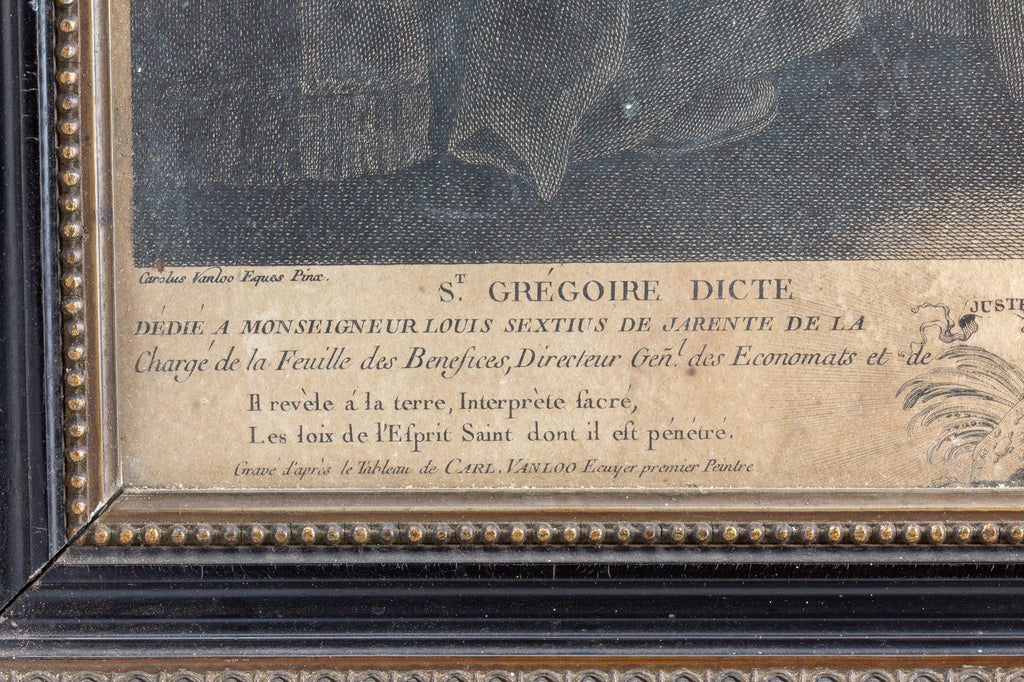 Carolus Vanloo Eques Pinx.
S.T GRÉGOIRE DICTE
JUSTE
DÉDIÉ A MONSEIGNEUR LOUIS SEXTIUS DE JARENTE DE LA
Chargé de la Feuille des Benefices, Directeur Geñ.l des Economats et de
Il revèle á la terre, Interprète sacré,
Les loix de l'Esprit Saint dont il est pénétré.
Gravé d'après le Tableau de CARL. VANLOO Ecuyer premier Peintre